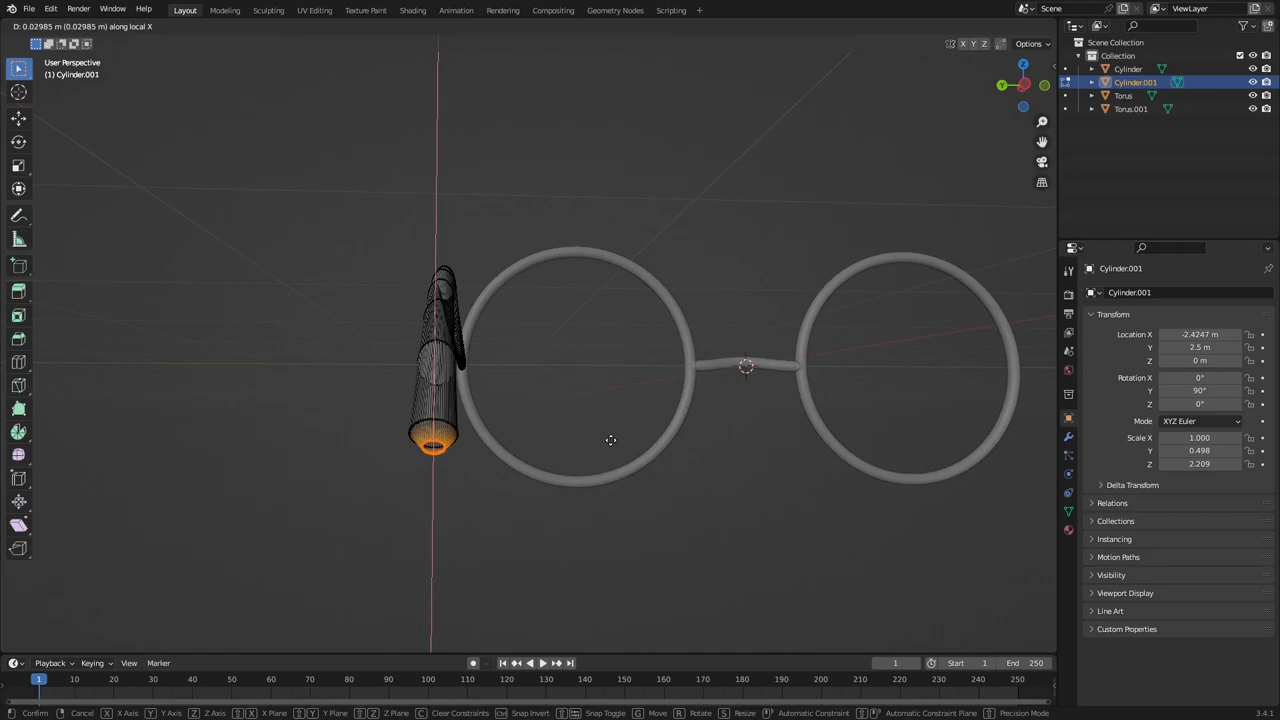 File Edit Render Window Help Layout Modeling Sculpting UV Editing Texture Paint Shading Animation Rendering Compositing Geometry Nodes Scripting Scene ViewLayer
D: 0.02985 m (0.02985 m) along local X
X Y Z Options
User Perspective
(1) Cylinder.001
Z
Y
Scene Collection
Collection
Cylinder
Cylinder.001
Torus
Torus.001
Cylinder.001
Cylinder.001
Transform
Location X -2.4247 m
Y 2.5 m
Z 0 m
Rotation X 0°
Y 90°
Z 0°
Mode XYZ Euler
Scale X 1.000
Y 0.498
Z 2.209
Delta Transform
Relations
Collections
Instancing
Motion Paths
Visibility
Viewport Display
Line Art
Custom Properties
Playback Keying View Marker 1 Start 1 End 250
1 10 20 30 40 50 60 70 80 90 100 110 120 130 140 150 160 170 180 190 200 210 220 230 240 250
Confirm Cancel X X Axis Y Y Axis Z Z Axis X X Plane Y Y Plane Z Z Plane C Clear Constraints Snap Invert Snap Toggle G Move R Rotate S Resize Automatic Constraint Automatic Constraint Plane Precision Mode 3.4.1